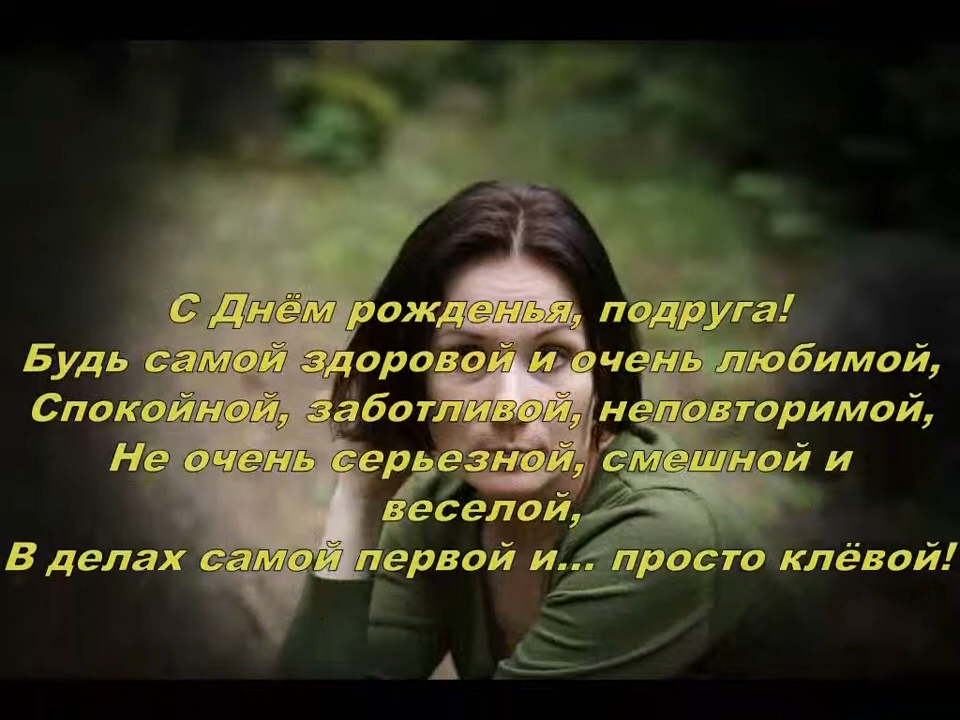 С Днём рожденья, подруга!
Будь самой здоровой и очень любимой,
Спокойной, заботливой, неповторимой,
Не очень серьезной, смешной и
веселой,
В делах самой первой и... просто клёвой!